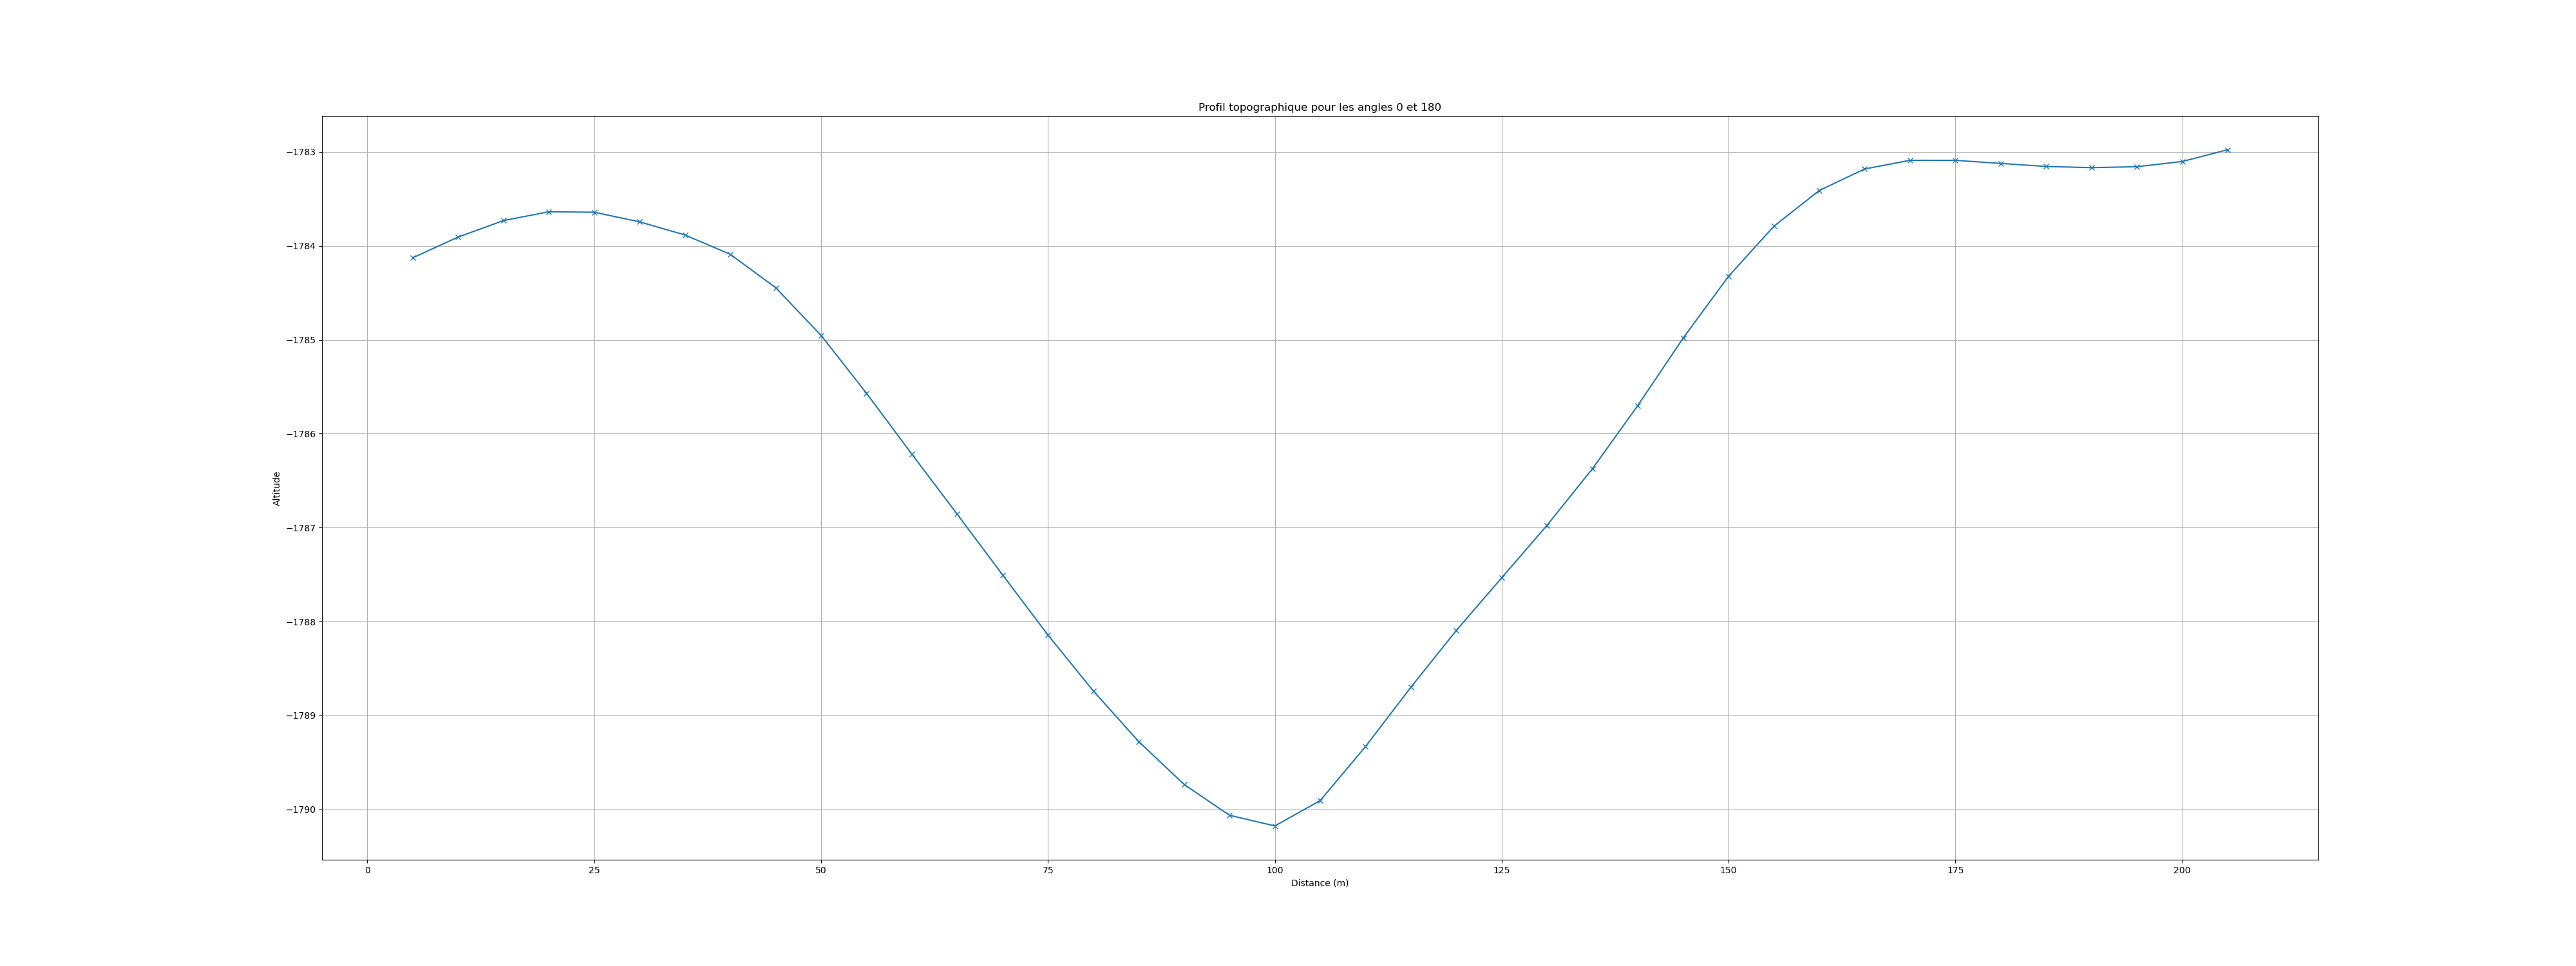 Profil topographique pour les angles 0 et 180
−1783
−1784
−1785
−1786
−1787
−1788
−1789
−1790
Altitude
0 25 50 75 100 125 150 175 200
Distance (m)